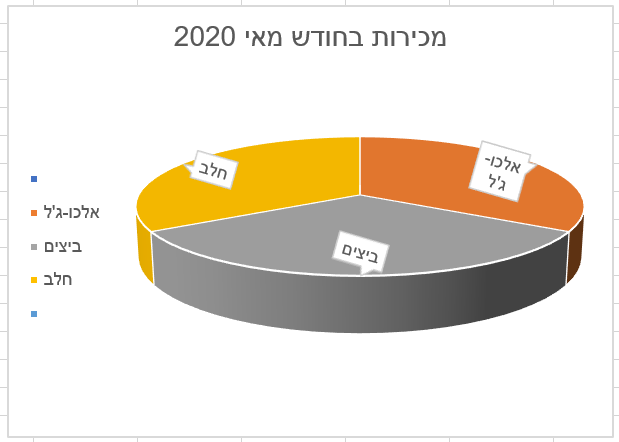 מכירות בחודש מאי 2020
אלכו-ג'ל
ביצים
חלב
חלב
אלכו-
ג'ל
ביצים